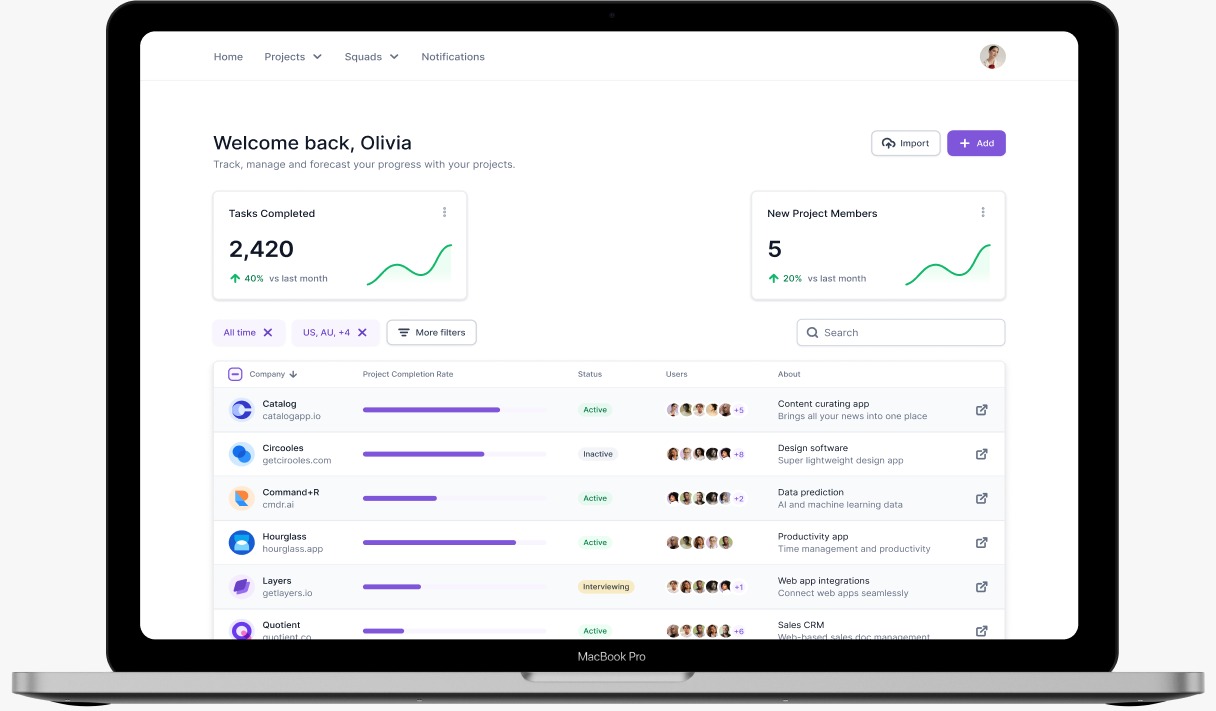 Home Projects Squads Notifications
Welcome back, Olivia
Track, manage and forecast your progress with your projects.
Import
Add
Tasks Completed
2,420
40% vs last month
New Project Members
5
20% vs last month
All time
US, AU, +4
More filters
Search
Company Project Completion Rate Status Users About
Catalog
catalogapp.io
Active
+5
Content curating app
Brings all your news into one place
Circooles
getcirooles.com
Inactive
+8
Design software
Super lightweight design app
Command+R
cmdr.ai
Active
+2
Data prediction
AI and machine learning data
Hourglass
hourglass.app
Active
Productivity app
Time management and productivity
Layers
getlayers.io
Interviewing
+1
Web app integrations
Connect web apps seamlessly
Quotient
quotient.co
Active
+6
Sales CRM
Web-based sales doc management
MacBook Pro